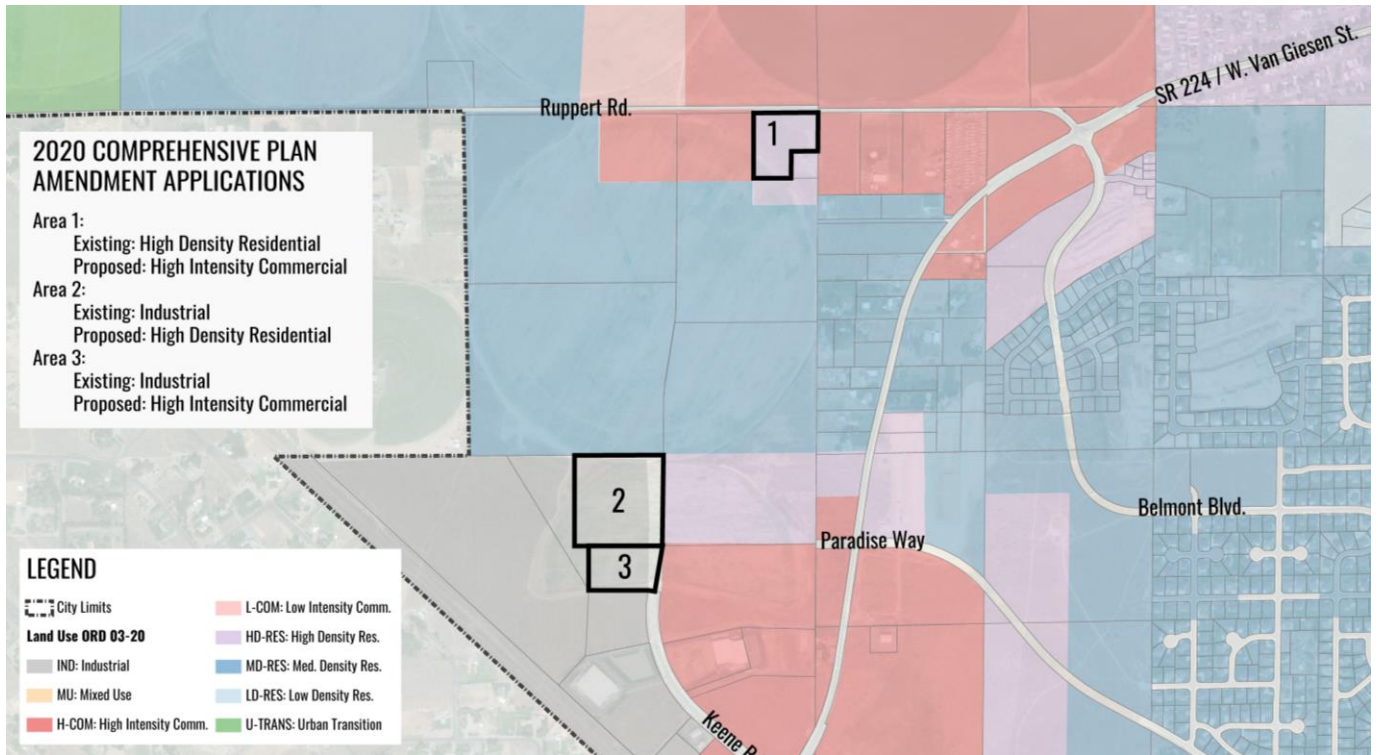 Ruppert Rd.
SR 224 / W. Van Giesen St.
1
2020 COMPREHENSIVE PLAN
AMENDMENT APPLICATIONS
Area 1:
Existing: High Density Residential
Proposed: High Intensity Commercial
Area 2:
Existing: Industrial
Proposed: High Density Residential
Area 3:
Existing: Industrial
Proposed: High Intensity Commercial
2
3
Belmont Blvd.
Paradise Way
Keene
LEGEND
City Limits
Land Use ORD 03-20
IND: Industrial
MU: Mixed Use
H-COM: High Intensity Comm.
L-COM: Low Intensity Comm.
HD-RES: High Density Res.
MD-RES: Med. Density Res.
LD-RES: Low Density Res.
U-TRANS: Urban Transition